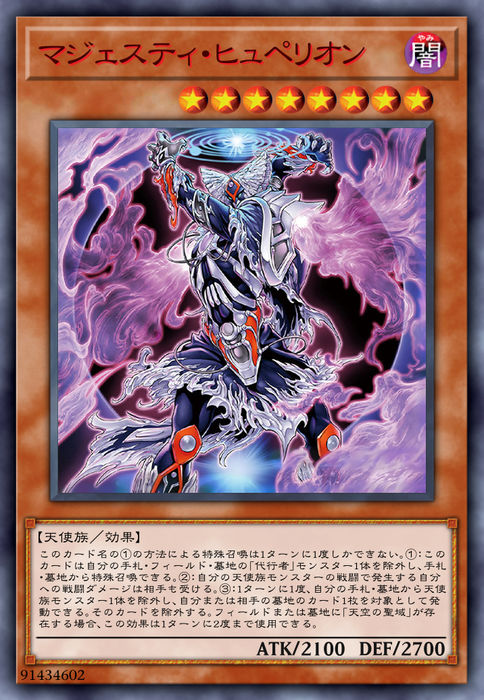 マジェスティ・ヒュペリオン
やみ
闇
【天使族/効果】
このカード名の①の方法による特殊召喚は1ターンに1度しかできない。①:この
カードは自分の手札・フィールド・墓地の「代行者」モンスター1体を除外し、手札
・墓地から特殊召喚できる。②:自分の天使族モンスターの戦闘で発生する自分
への戦闘ダメージは相手も受ける。③:1ターンに1度、自分の手札・墓地から天使
族モンスター1体を除外し、自分または相手の墓地のカード1枚を対象として発
動できる。そのカードを除外する。フィールドまたは墓地に「天空の聖域」が存
在する場合、この効果は1ターンに2度まで使用できる。
ATK/2100 DEF/2700
91434602